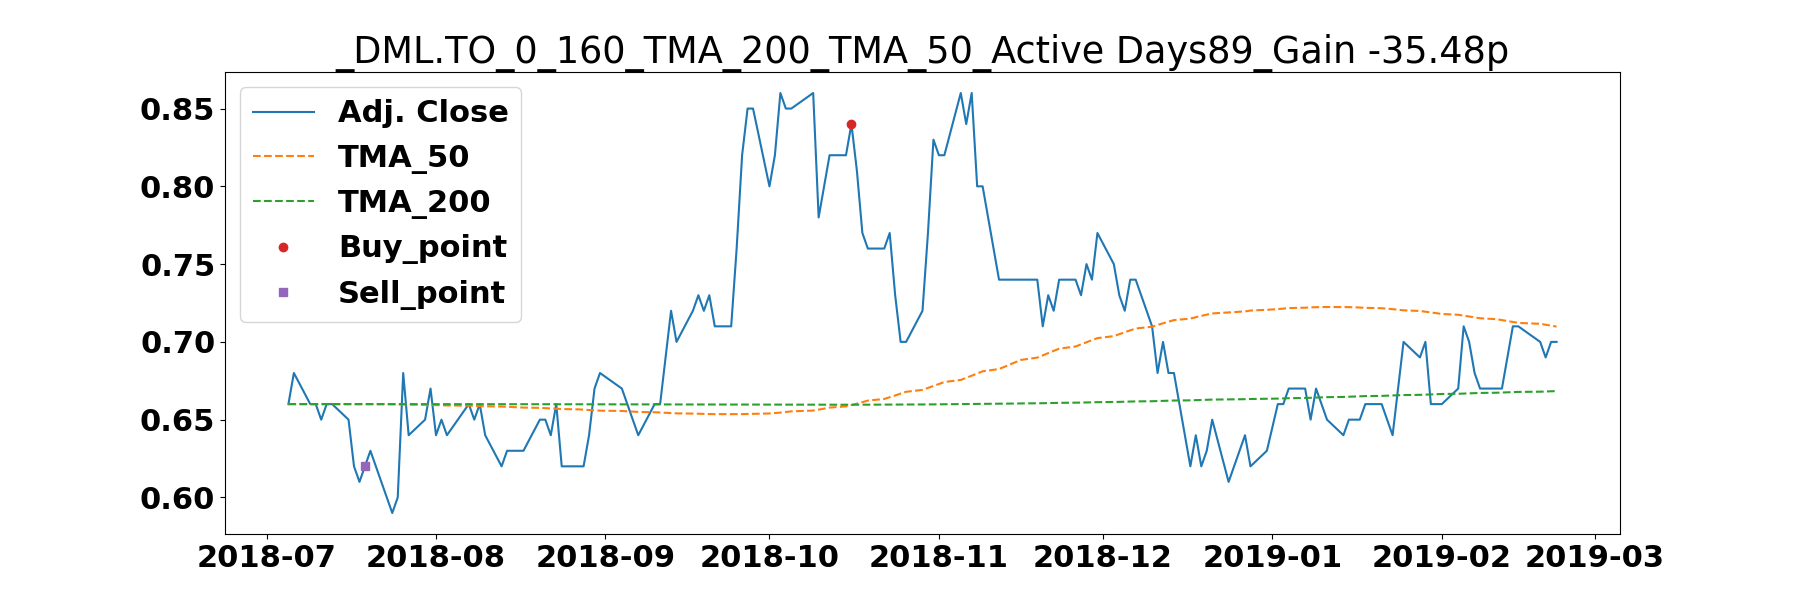 _DML.TO_0_160_TMA_200_TMA_50_Active Days89_Gain -35.48p
0.85
0.80
0.75
0.70
0.65
0.60
Adj. Close
TMA_50
TMA_200
Buy_point
Sell_point
2018-07 2018-08 2018-09 2018-10 2018-11 2018-12 2019-01 2019-02 2019-03